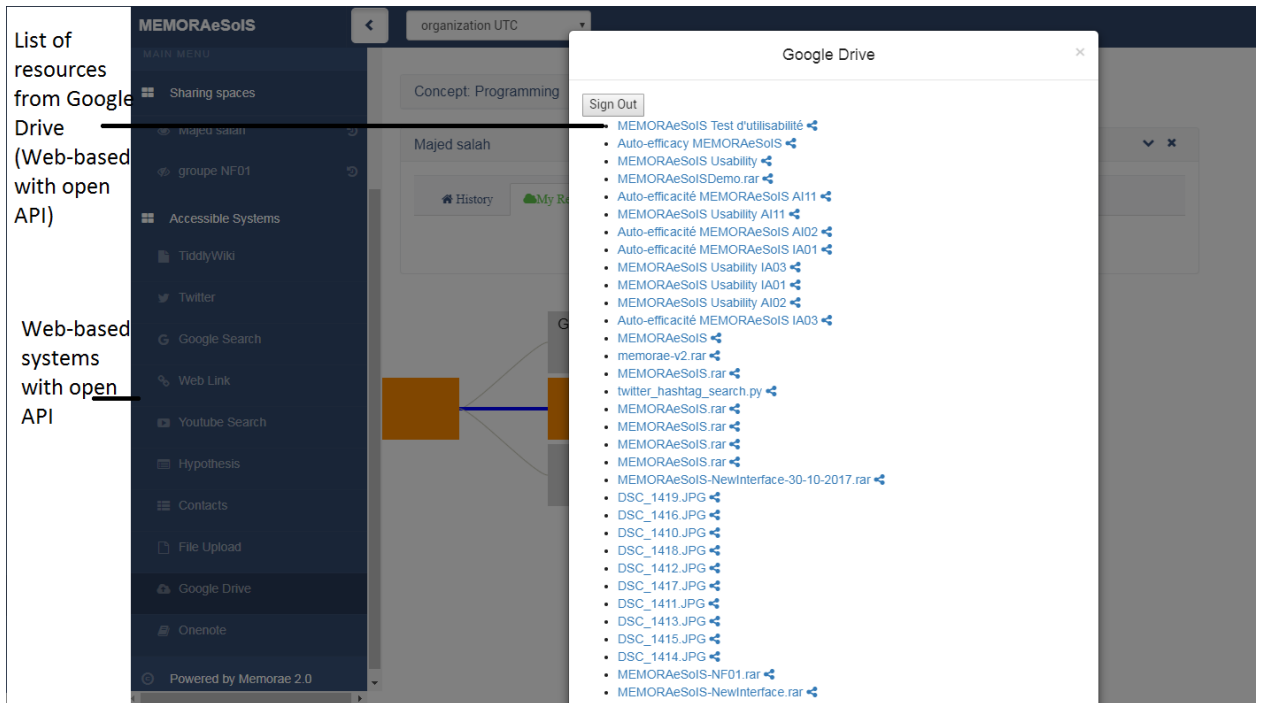 List of
resources
from Google
Drive
(Web-based
with open
API)
Web-based
systems
with open
API
MEMORAeSoIS
MAIN MENU
Sharing spaces
Majed salah
groupe NF01
Accessible Systems
TiddlyWiki
Twitter
Google Search
Web Link
Youtube Search
Hypothesis
Contacts
File Upload
Google Drive
Onenote
Powered by Memorae 2.0
organization UTC
Concept: Programming
Majed salah
History
My Re
G
Google Drive
Sign Out
MEMORAeSoIS Test d'utilisabilité
Auto-efficacy MEMORAeSoIS
MEMORAeSoIS Usability
MEMORAeSoISDemo.rar
Auto-efficacité MEMORAeSoIS AI11
MEMORAeSoIS Usability AI11
Auto-efficacité MEMORAeSoIS AI02
Auto-efficacité MEMORAeSoIS IA01
MEMORAeSoIS Usability IA03
MEMORAeSoIS Usability IA01
MEMORAeSoIS Usability AI02
Auto-efficacité MEMORAeSoIS IA03
MEMORAeSoIS
memorae-v2.rar
MEMORAeSoIS.rar
twitter_hashtag_search.py
MEMORAeSoIS.rar
MEMORAeSoIS.rar
MEMORAeSoIS.rar
MEMORAeSoIS.rar
MEMORAeSoIS-NewInterface-30-10-2017.rar
DSC_1419.JPG
DSC_1416.JPG
DSC_1410.JPG
DSC_1418.JPG
DSC_1412.JPG
DSC_1417.JPG
DSC_1411.JPG
DSC_1413.JPG
DSC_1415.JPG
DSC_1414.JPG
MEMORAeSoIS-NF01.rar
MEMORAeSoIS-NewInterface.rar